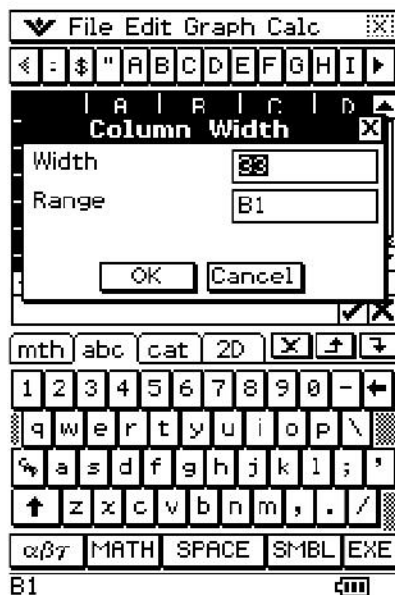 File Edit Graph Calc
: $ " A B C D E F G H I
A B C D
Column Width X
Width 33
Range B1
OK Cancel
mth abc cat 2D
1 2 3 4 5 6 7 8 9 0 - ←
q w e r t y u i o p \
a s d f g h j k l ; '
↑ z x c v b n m , . /
αβγ MATH SPACE SMBL EXE
B1